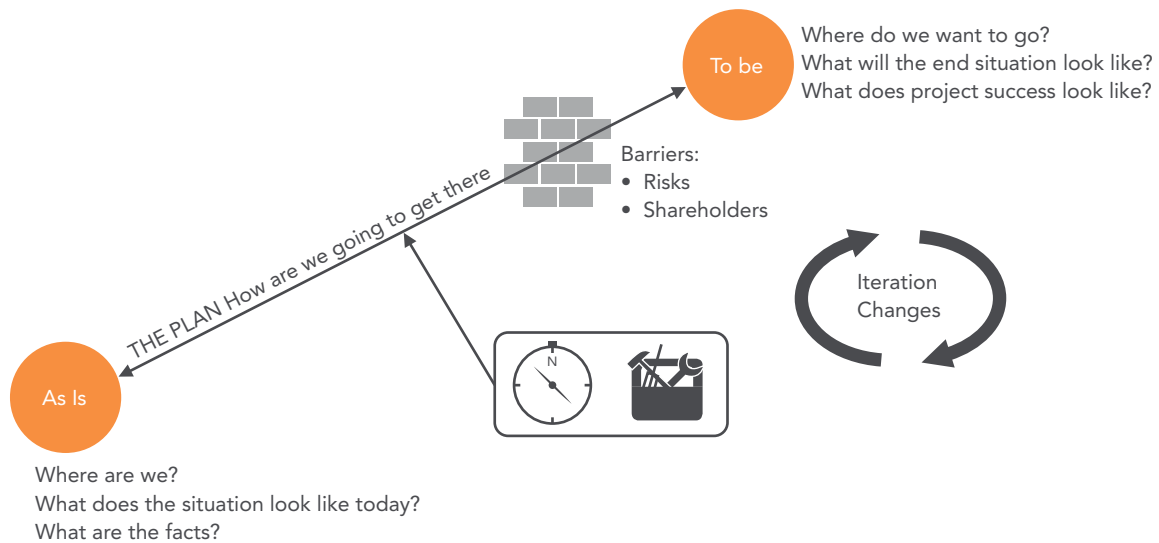 To be
Where do we want to go?
What will the end situation look like?
What does project success look like?
Barriers:
• Risks
• Shareholders
THE PLAN How are we going to get there
Iteration
Changes
N
As Is
Where are we?
What does the situation look like today?
What are the facts?